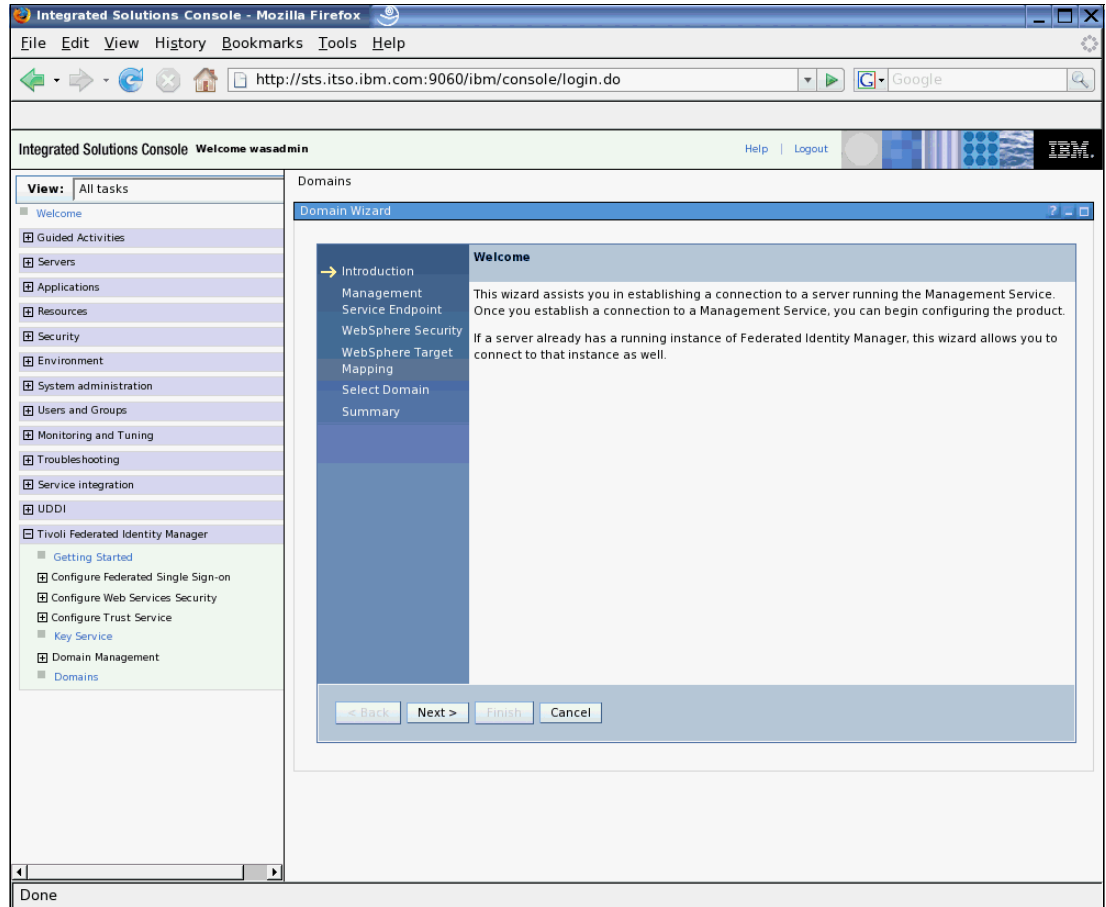 Integrated Solutions Console - Mozilla Firefox
File Edit View History Bookmarks Tools Help
http://sts.itso.ibm.com:9060/ibm/console/login.do
G Google
Integrated Solutions Console Welcome wasadmin
Help | Logout
IBM.
View: All tasks
Welcome
Guided Activities
Servers
Applications
Resources
Security
Environment
System administration
Users and Groups
Monitoring and Tuning
Troubleshooting
Service integration
UDDI
Tivoli Federated Identity Manager
Getting Started
Configure Federated Single Sign-on
Configure Web Services Security
Configure Trust Service
Key Service
Domain Management
Domains
Domains
Domain Wizard
?
Introduction
Management
Service Endpoint
WebSphere Security
WebSphere Target
Mapping
Select Domain
Summary
Welcome
This wizard assists you in establishing a connection to a server running the Management Service.
Once you establish a connection to a Management Service, you can begin configuring the product.
If a server already has a running instance of Federated Identity Manager, this wizard allows you to
connect to that instance as well.
< Back Next > Finish Cancel
Done